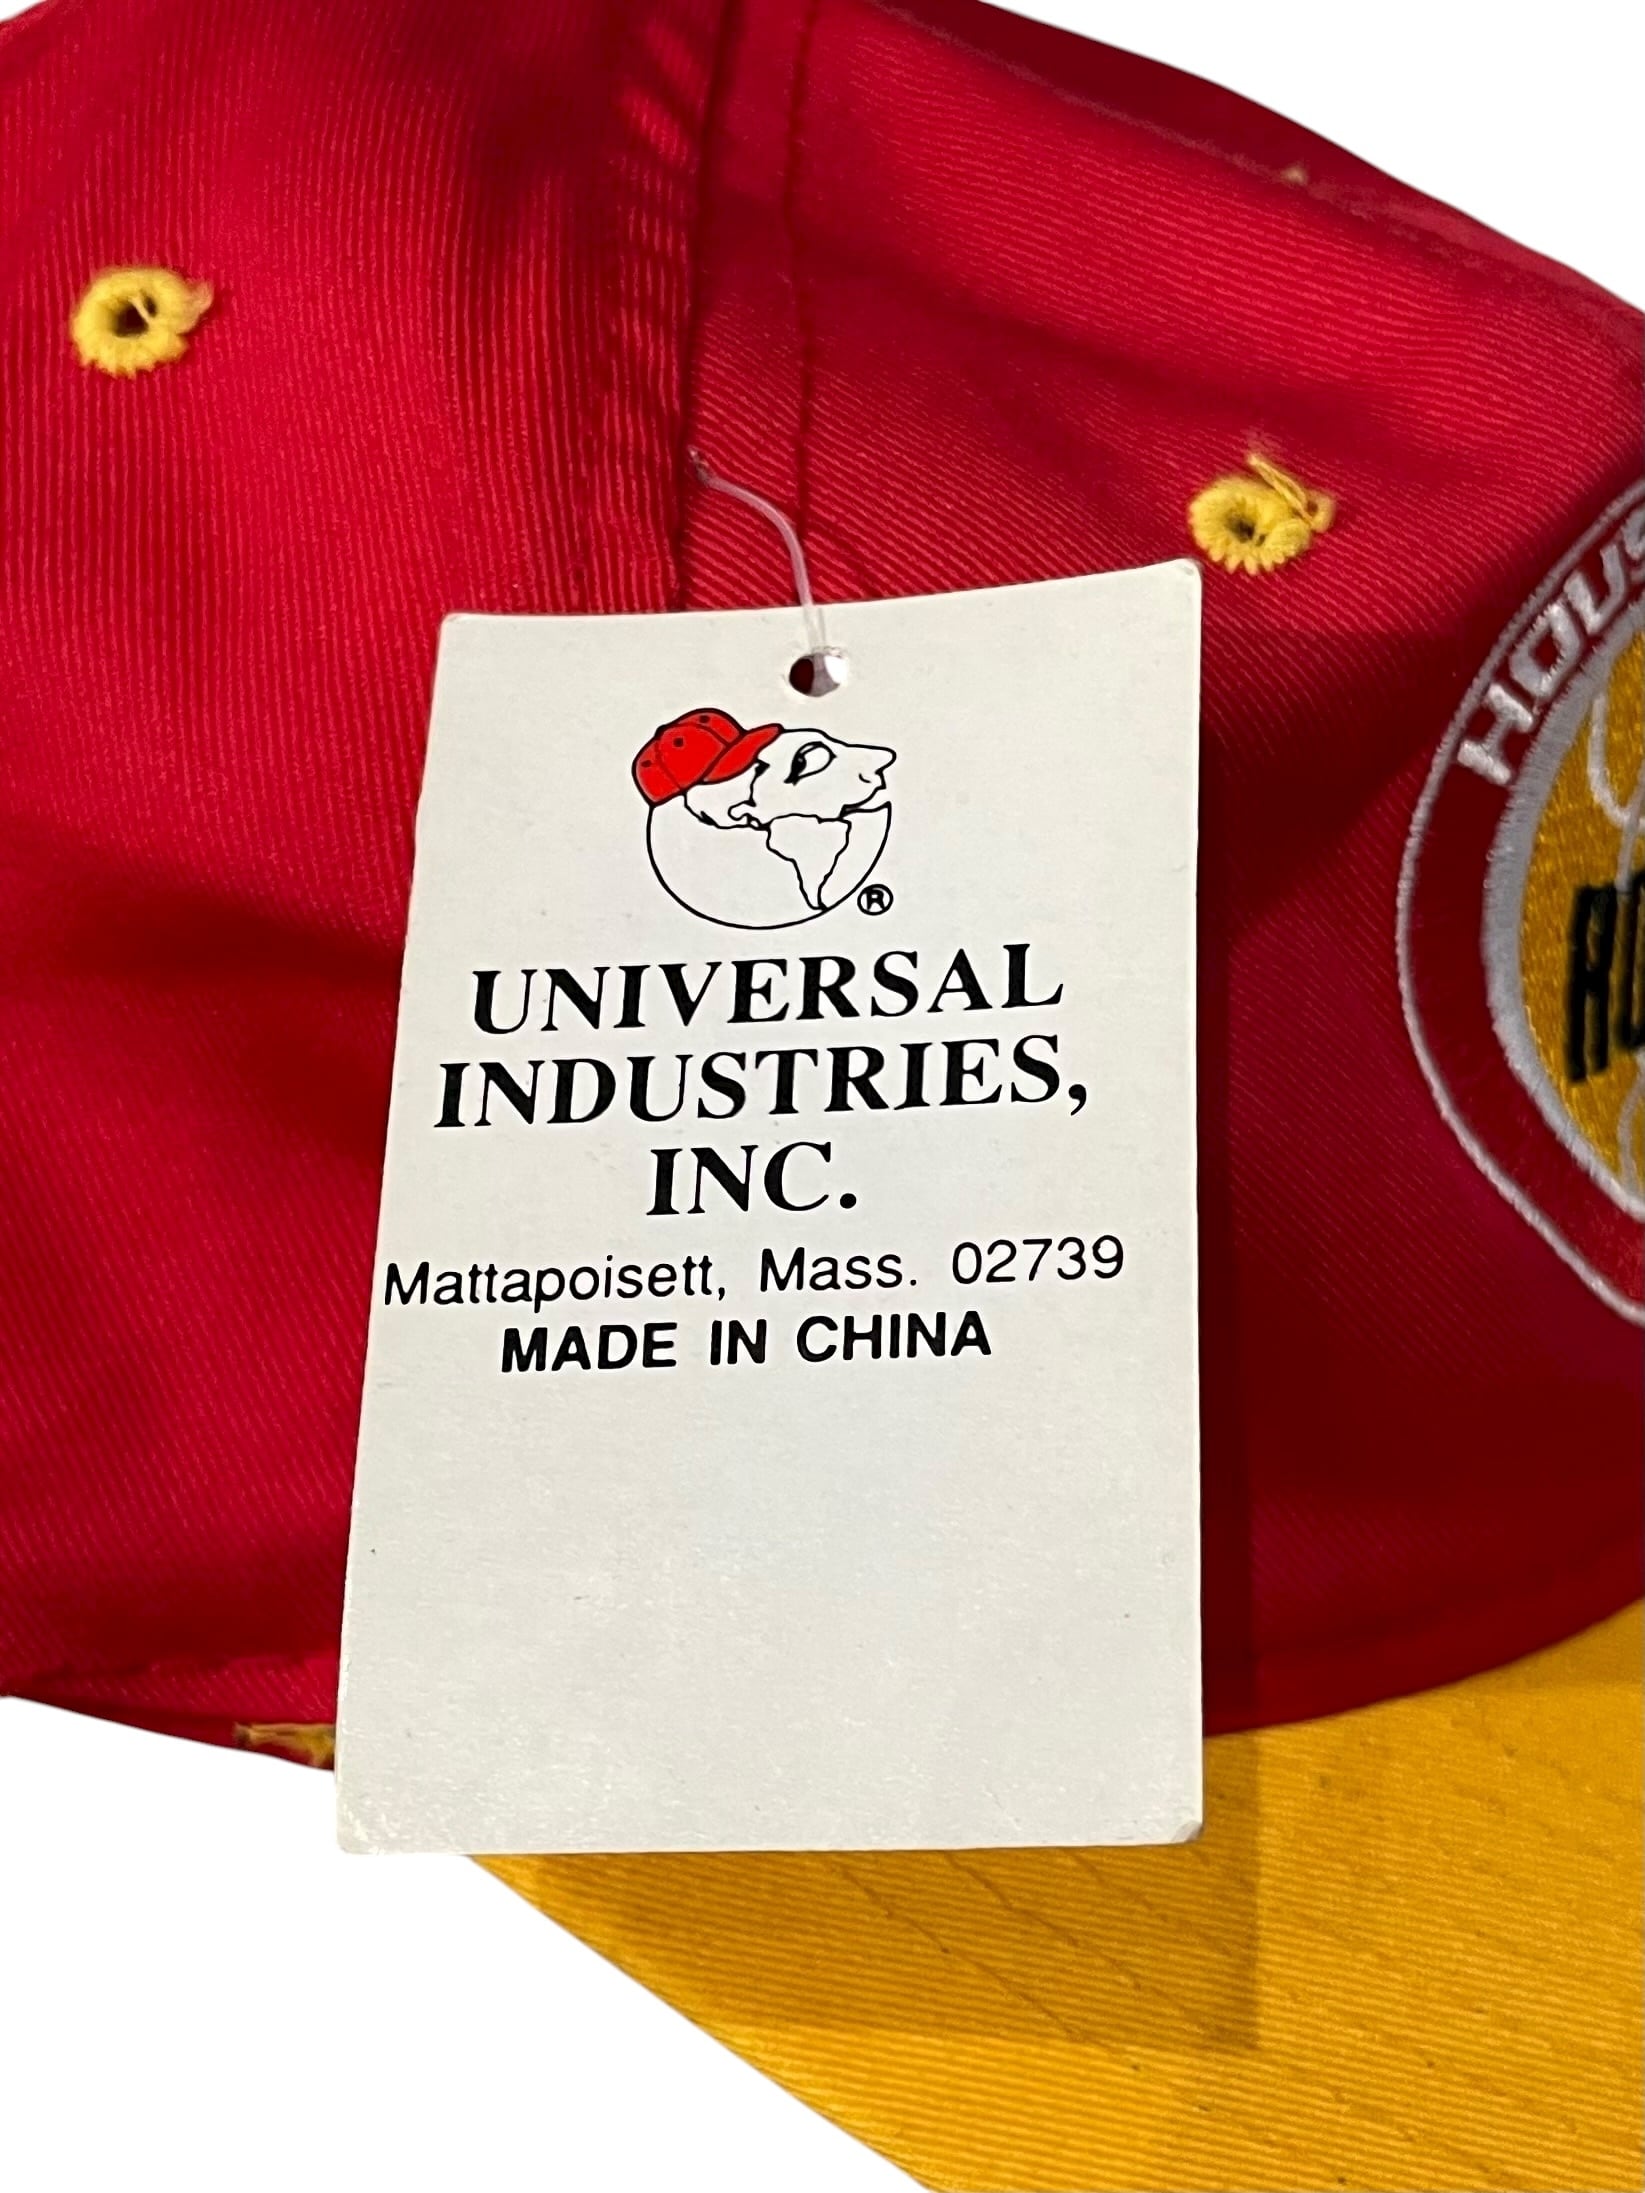 ®
UNIVERSAL
INDUSTRIES,
INC.
Mattapoisett, Mass. 02739
MADE IN CHINA